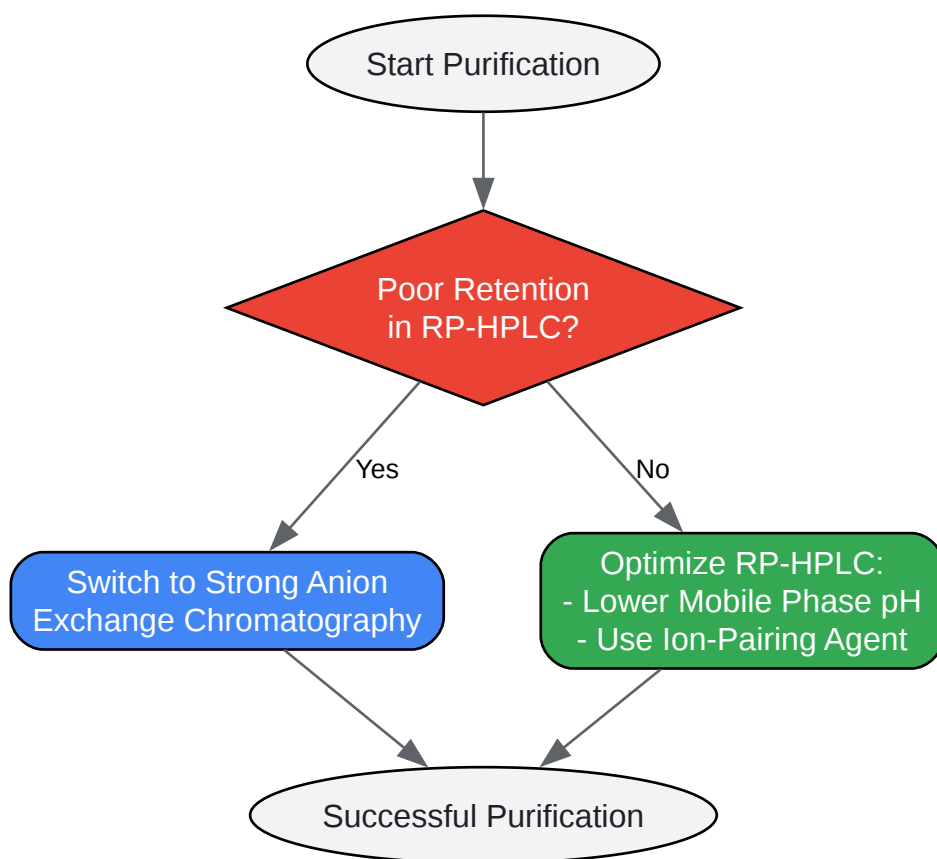 Start Purification
Poor Retention
in RP-HPLC?
Yes
No
Switch to Strong Anion
Exchange Chromatography
Optimize RP-HPLC:
- Lower Mobile Phase pH
- Use Ion-Pairing Agent
Successful Purification